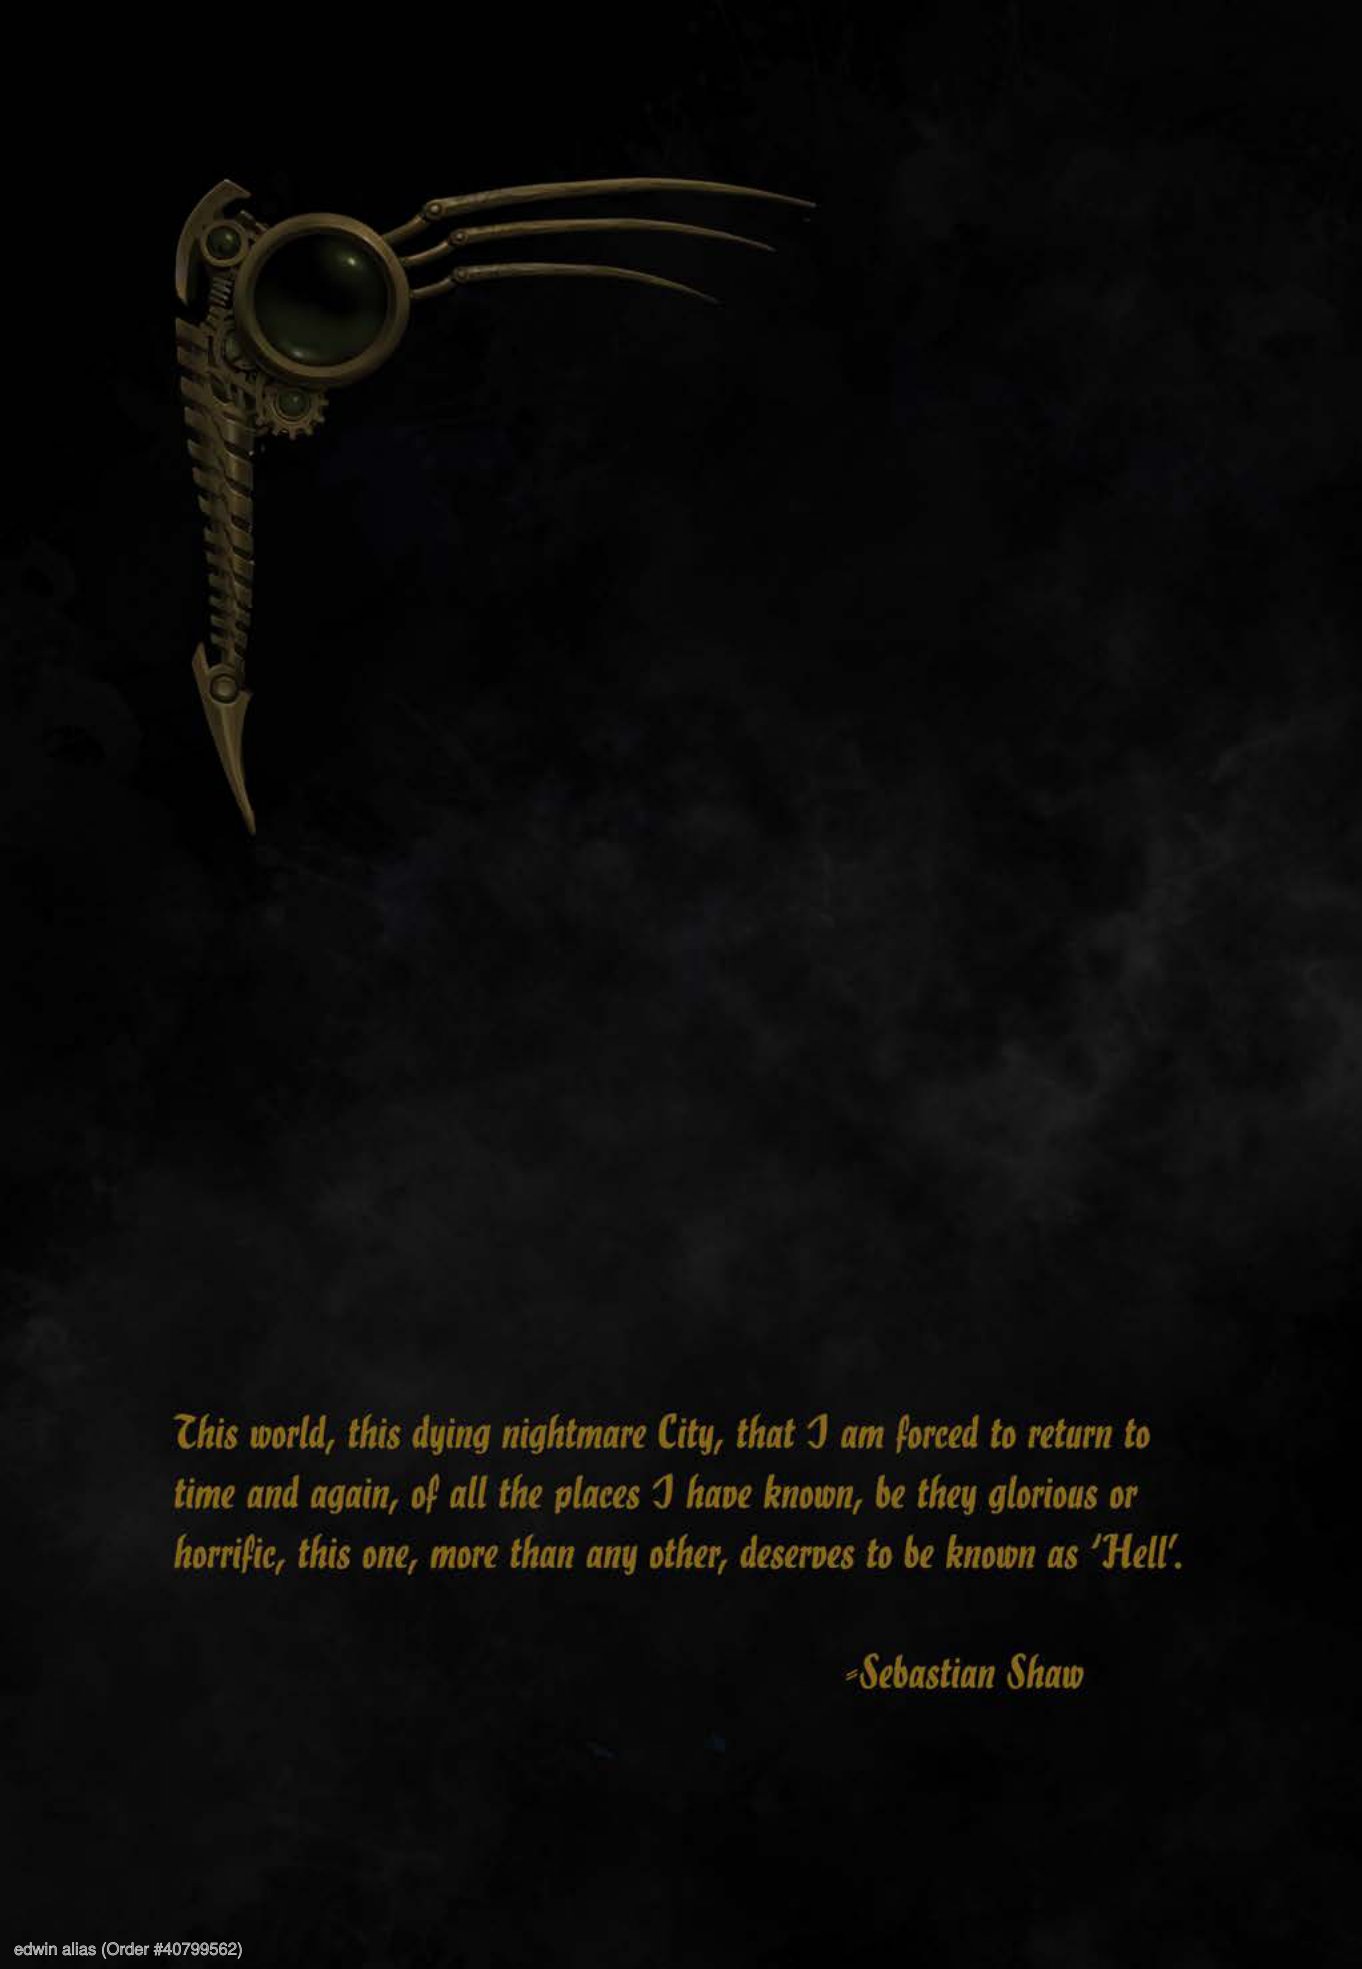 This world, this dying nightmare City, that I am forced to return to
time and again, of all the places I have known, be they glorious or
horrific, this one, more than any other, deserves to be known as 'Hell'.
-Sebastian Shaw
edwin alias (Order #40799562)